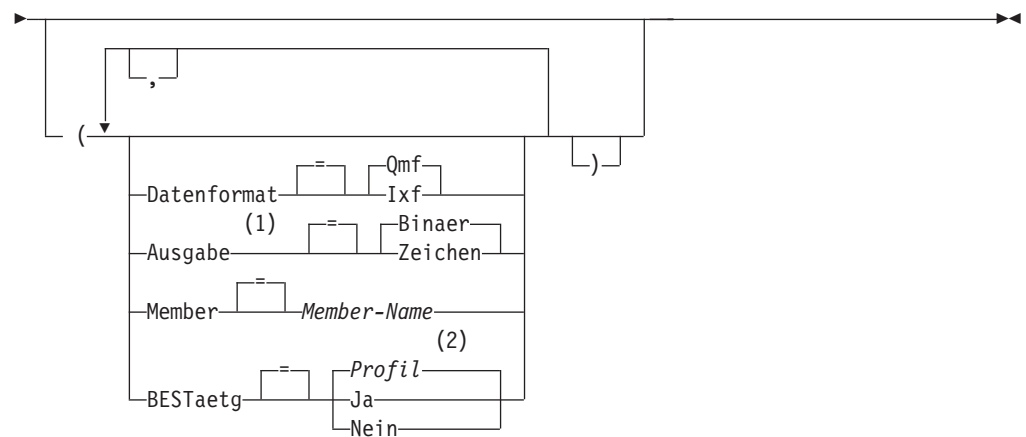 ,
(
)
Datenformat = Qmf
Ixf
(1)
Ausgabe = Binaer
Zeichen
Member = Member-Name
(2)
BESTaetg = Profil
Ja
Nein